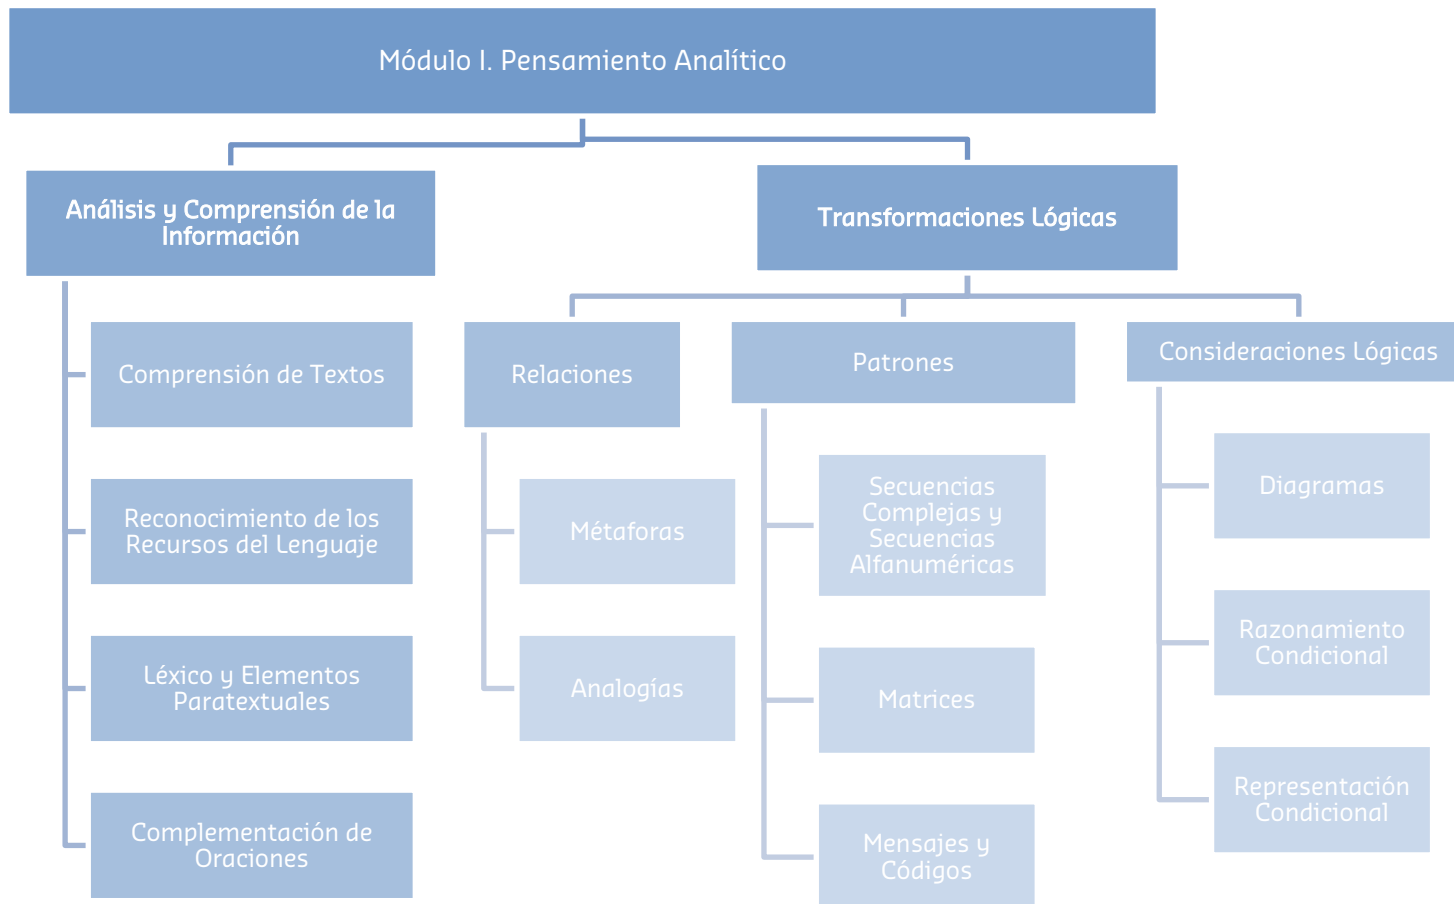 Módulo I. Pensamiento Analítico
Análisis y Comprensión de la
Información
Comprensión de Textos
Reconocimiento de los
Recursos del Lenguaje
Léxico y Elementos
Paratextuales
Complementación de
Oraciones
Transformaciones Lógicas
Relaciones
Métaforas
Analogías
Patrones
Secuencias
Complejas y
Secuencias
Alfanuméricas
Matrices
Mensajes y
Códigos
Consideraciones Lógicas
Diagramas
Razonamiento
Condicional
Representación
Condicional